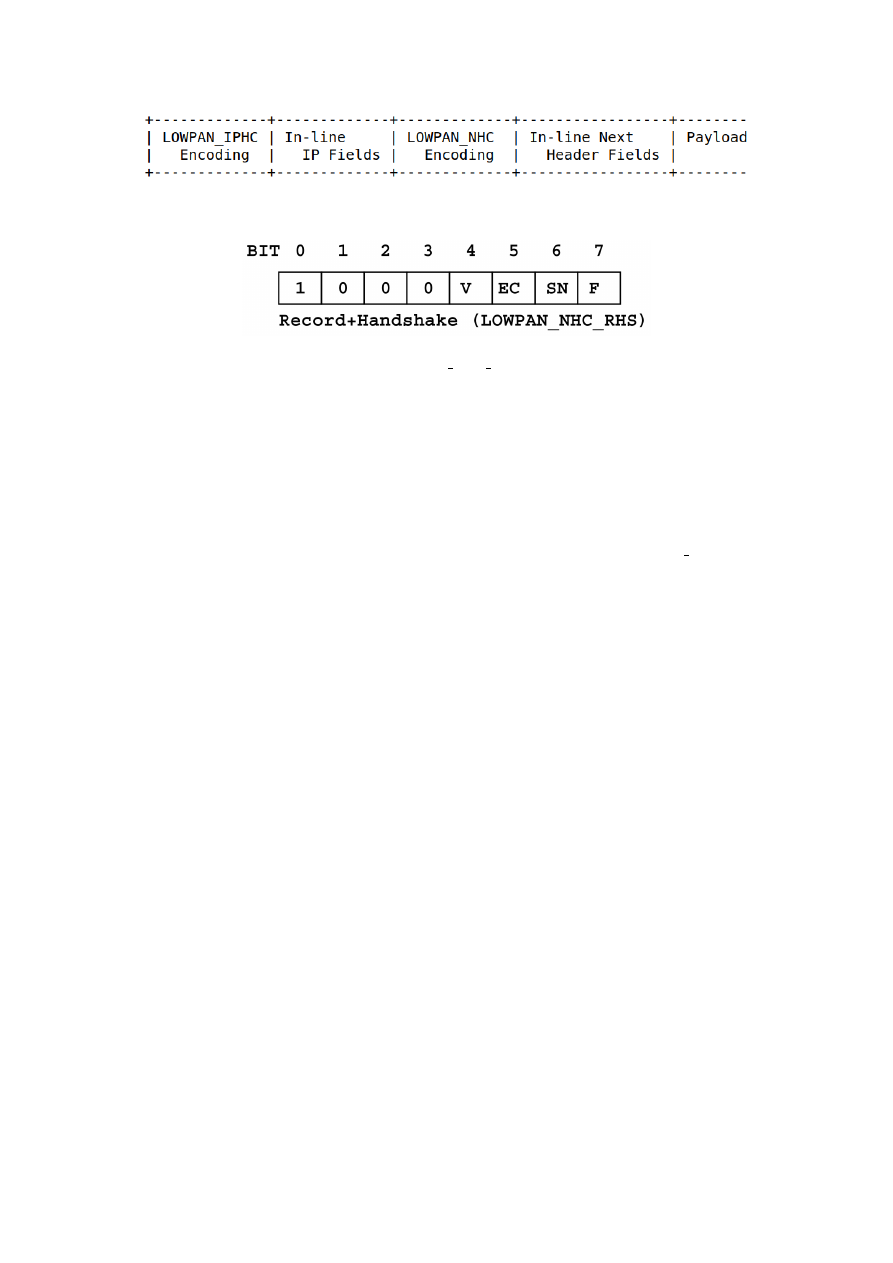 +-------------+-------------+-------------+-----------------+--------
| LOWPAN_IPHC | In-line     | LOWPAN_NHC  | In-line Next    | Payload
|   Encoding  |   IP Fields |   Encoding  |   Header Fields |
+-------------+-------------+-------------+-----------------+--------
BIT 0 1 2 3 4 5 6 7
1 0 0 0 V EC SN F
Record+Handshake (LOWPAN_NHC_RHS)